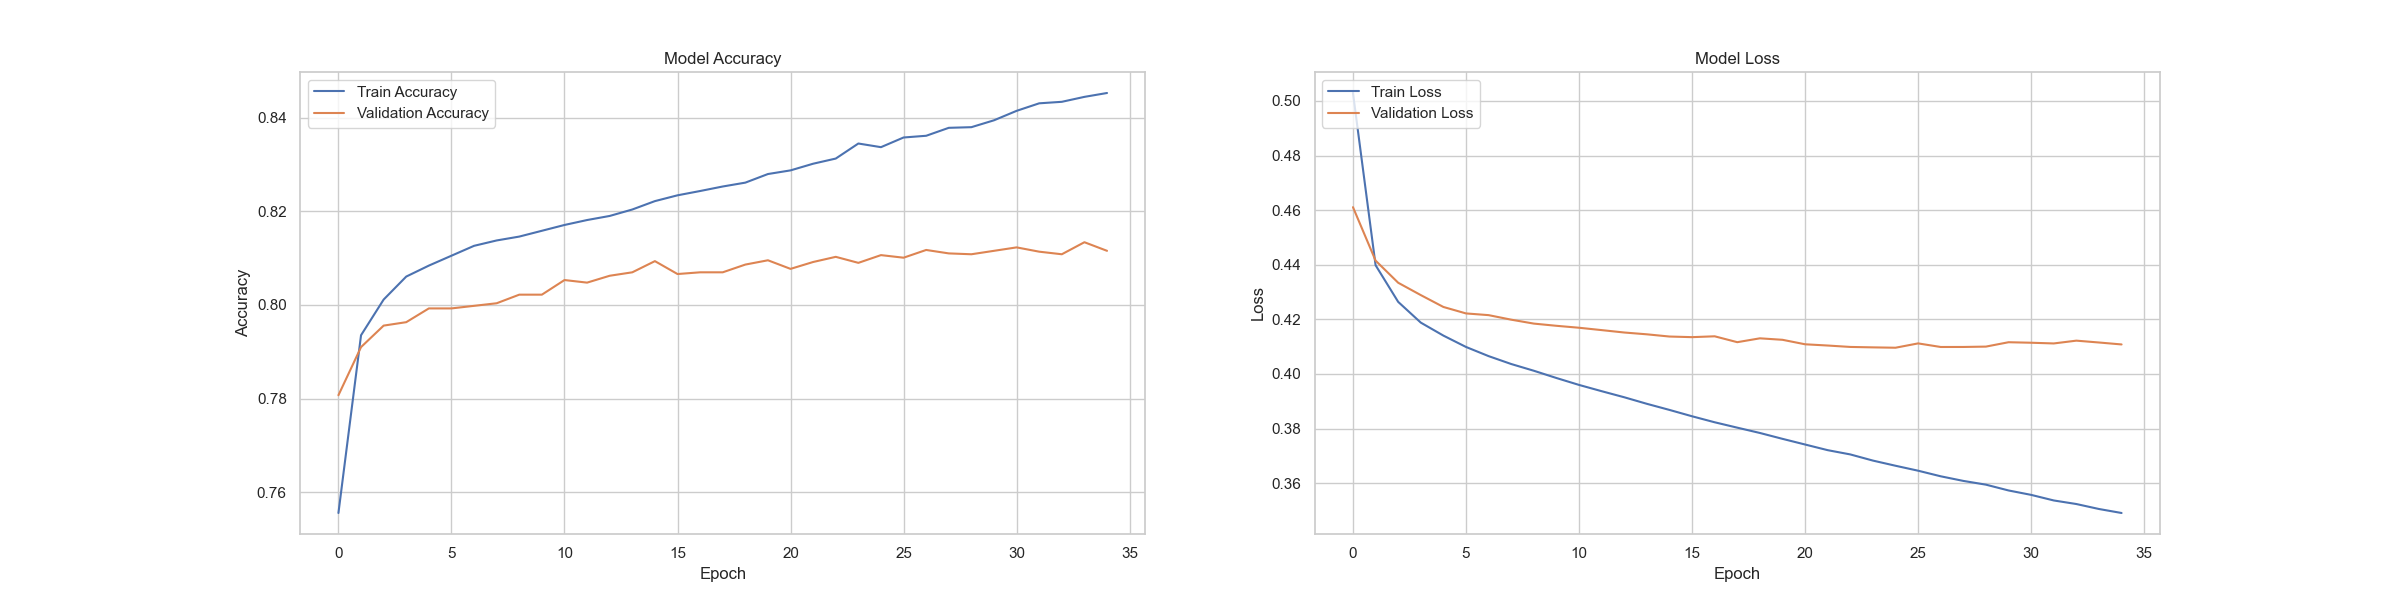 Model Accuracy
Train Accuracy
Validation Accuracy
0.84
0.82
0.80
0.78
0.76
Accuracy
0 5 10 15 20 25 30 35
Epoch
Model Loss
Train Loss
Validation Loss
0.50
0.48
0.46
0.44
0.42
0.40
0.38
0.36
Loss
0 5 10 15 20 25 30 35
Epoch